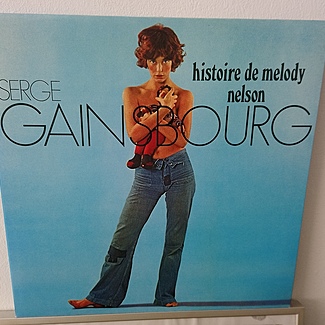 histoire de melody
nelson
SERGE
GAINSBOURG